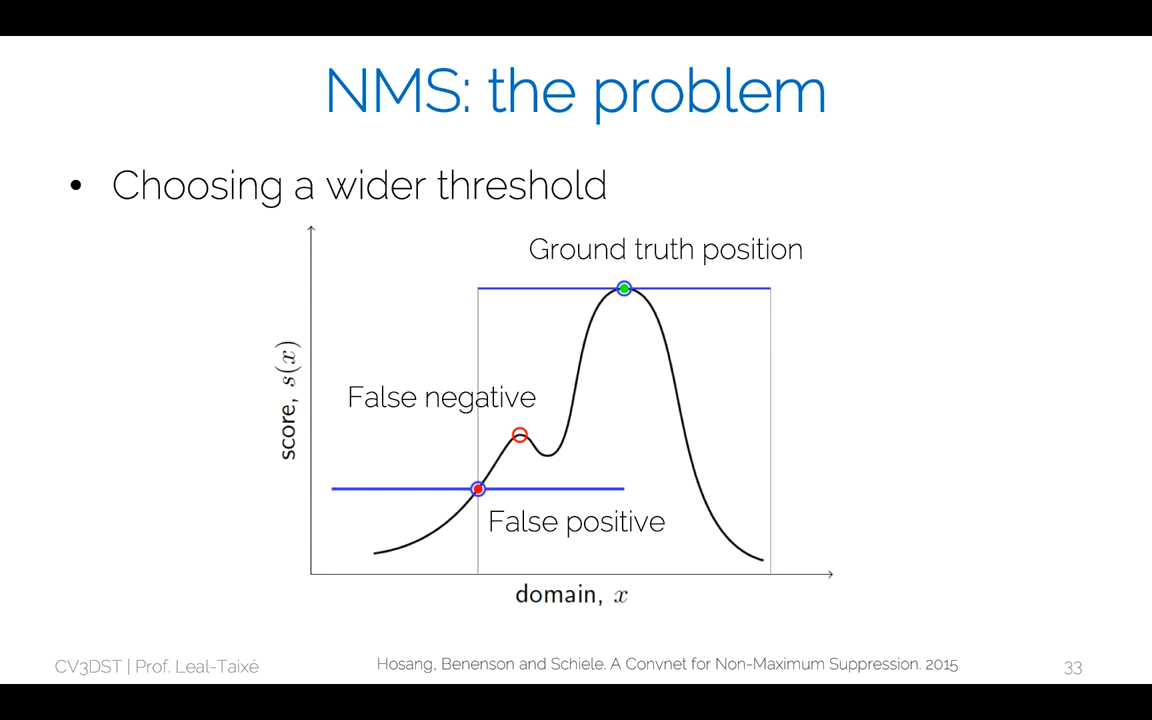 NMS: the problem
• Choosing a wider threshold
Ground truth position
score, s(x)
False negative
False positive
domain, x
CV3DST | Prof. Leal-Taixé
Hosang, Benenson and Schiele. A Convnet for Non-Maximum Suppression. 2015
33